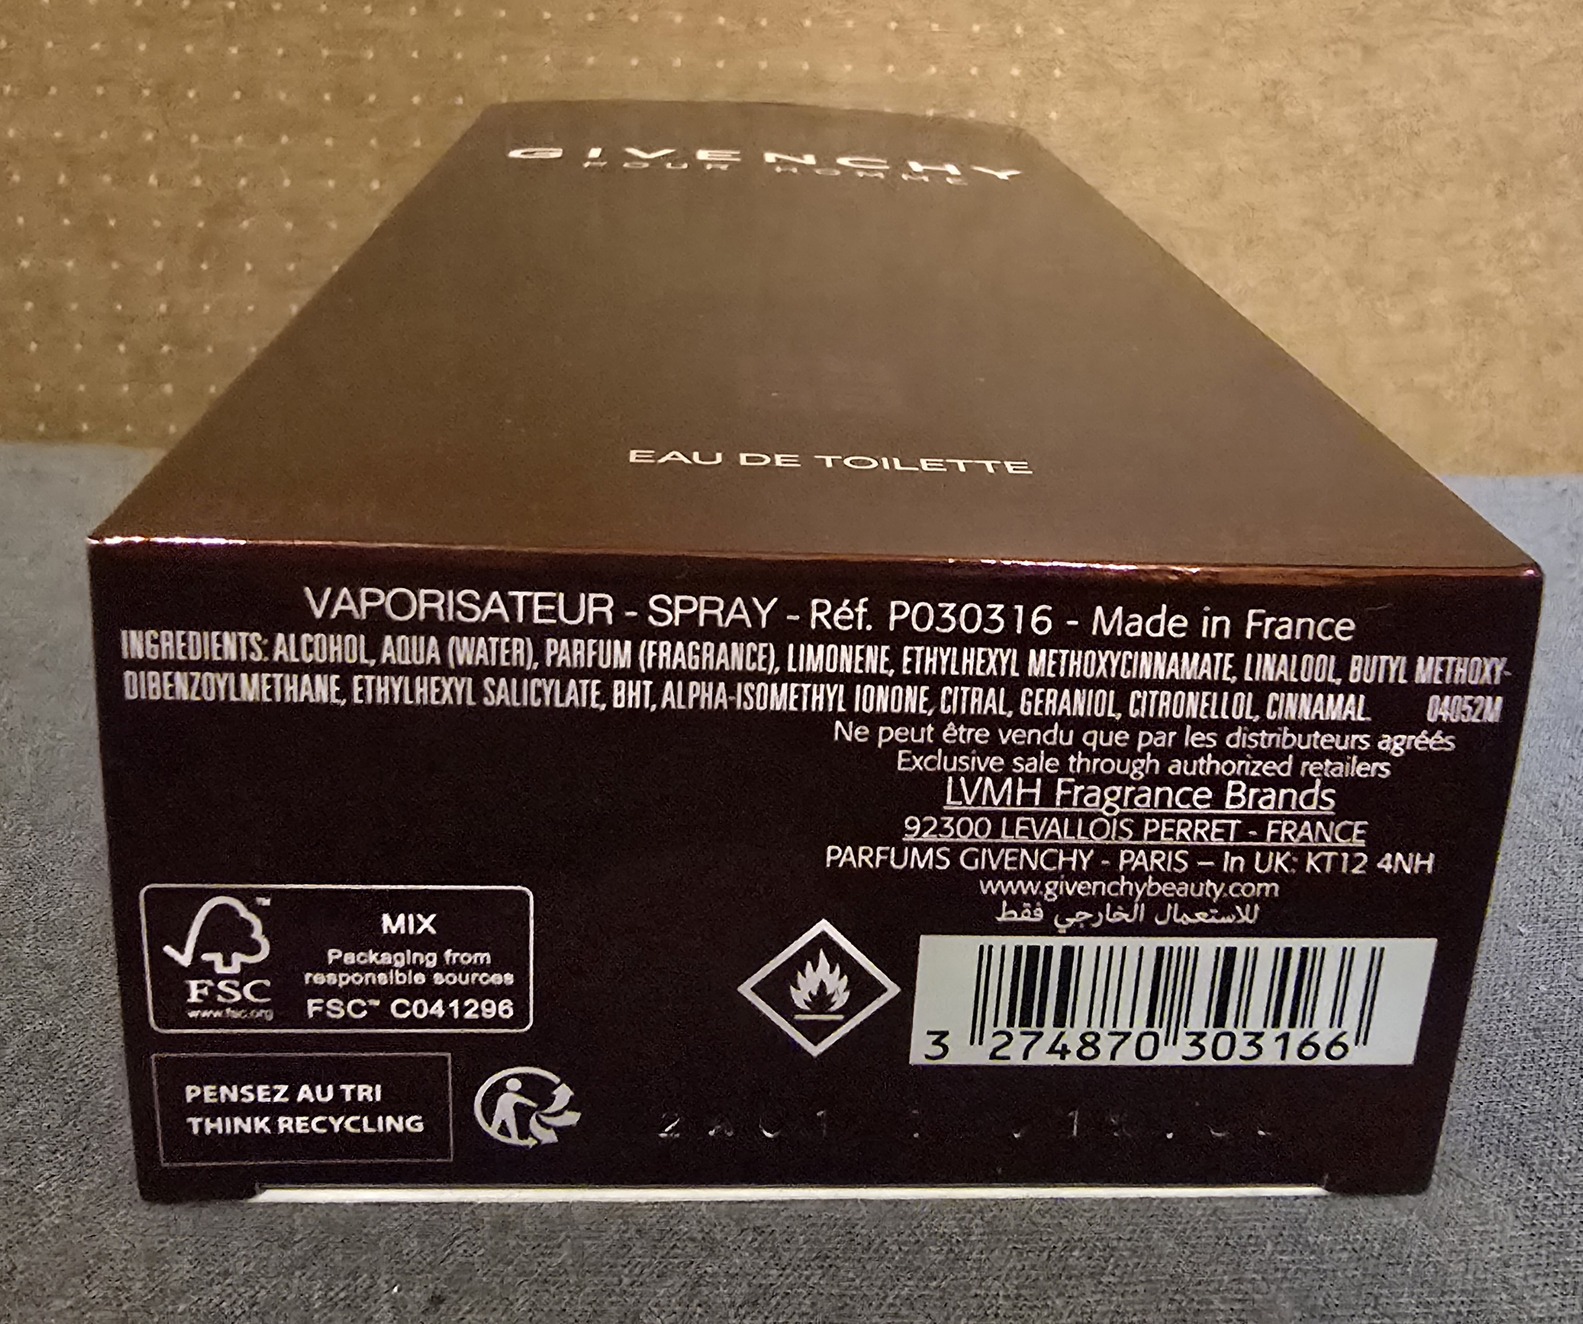 GIVENCHY
POUR HOMME
EAU DE TOILETTE
VAPORISATEUR - SPRAY - Réf. P030316 - Made in France
INGREDIENTS: ALCOHOL, AQUA (WATER), PARFUM (FRAGRANCE), LIMONENE, ETHYLHEXYL METHOXYCINNAMATE, LINALOOL, BUTYL METHOXY-
DIBENZOYLMETHANE, ETHYLHEXYL SALICYLATE, BHT, ALPHA-ISOMETHYL IONONE, CITRAL, GERANIOL, CITRONELLOL, CINNAMAL. 04052M
Ne peut être vendu que par les distributeurs agréés
Exclusive sale through authorized retailers
LVMH Fragrance Brands
92300 LEVALLOIS PERRET - FRANCE
PARFUMS GIVENCHY - PARIS – In UK: KT12 4NH
www.givenchybeauty.com
للاستعمال الخارجي فقط
MIX
Packaging from
responsible sources
FSC™ C041296
™
FSC
www.fsc.org
3 274870 303166
PENSEZ AU TRI
THINK RECYCLING